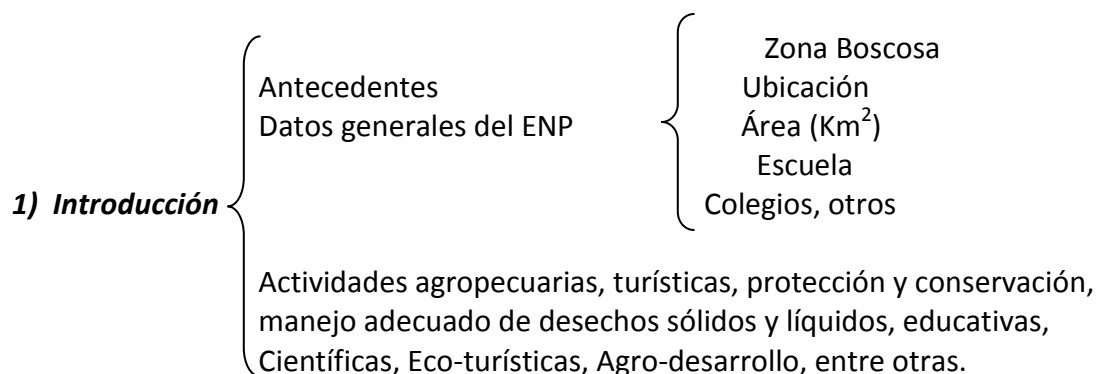 Zona Boscosa
Antecedentes Ubicación
Datos generales del ENP Área (Km²)
Escuela
1) Introducción Colegios, otros
Actividades agropecuarias, turísticas, protección y conservación,
manejo adecuado de desechos sólidos y líquidos, educativas,
Científicas, Eco-turísticas, Agro-desarrollo, entre otras.